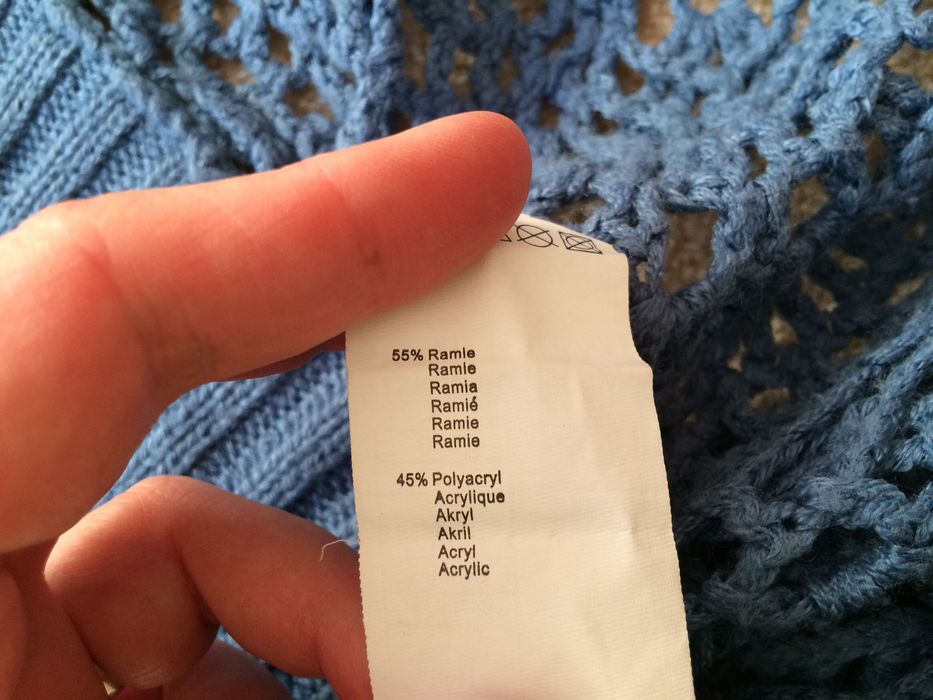 55% Ramie
Ramie
Ramia
Ramié
Ramie
Ramie
45% Polyacryl
Acrylique
Akryl
Akril
Acryl
Acrylic